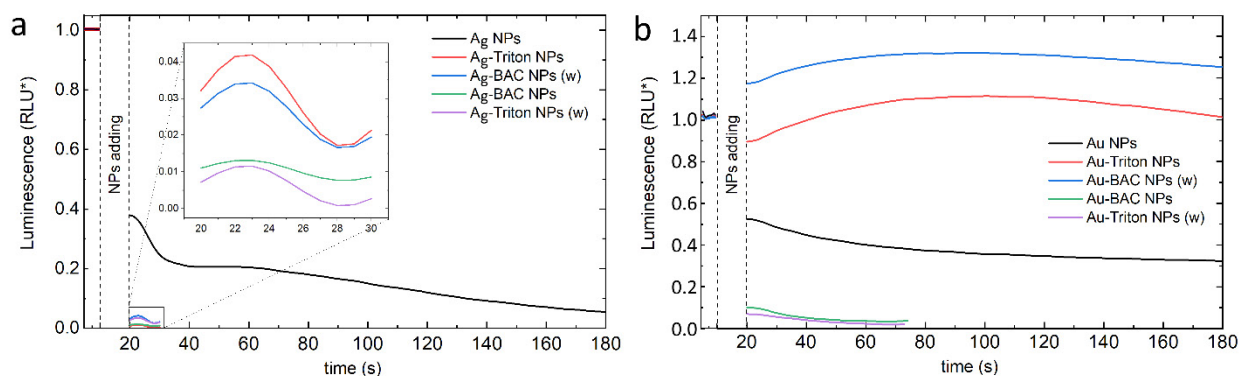 a
Luminescence (RLU*)
1.0
0.8
0.6
0.4
0.2
0.0
NPs adding
0.04
0.03
0.02
0.01
0.00
20 22 24 26 28 30
Ag NPs
Ag-Triton NPs
Ag-BAC NPs (w)
Ag-BAC NPs
Ag-Triton NPs (w)
20 40 60 80 100 120 140 160 180
time (s)
b
Luminescence (RLU*)
1.4
1.2
1.0
0.8
0.6
0.4
0.2
0.0
NPs adding
Au NPs
Au-Triton NPs
Au-BAC NPs (w)
Au-BAC NPs
Au-Triton NPs (w)
20 40 60 80 100 120 140 160 180
time (s)